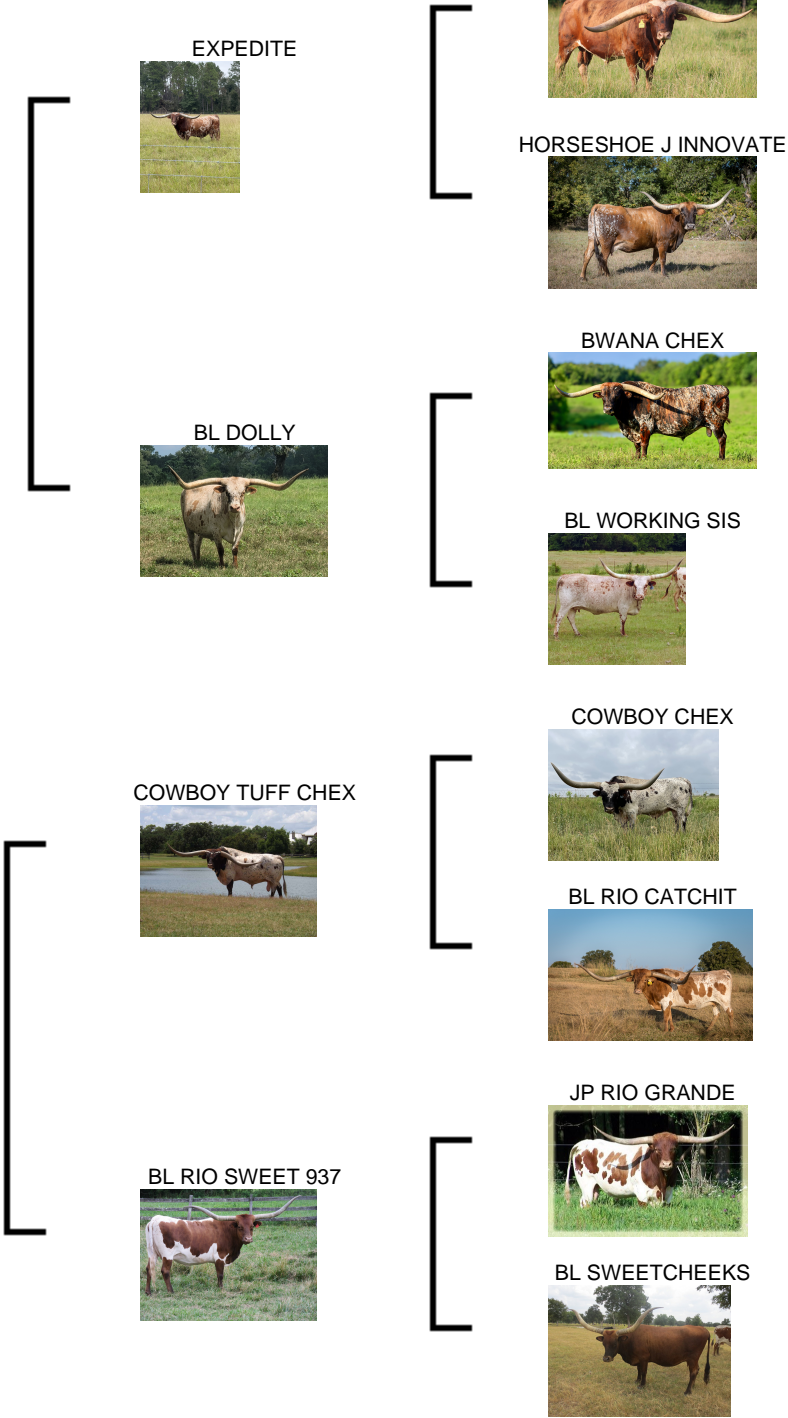 EXPEDITE
HORSESHOE J INNOVATE
BWANA CHEX
BL DOLLY
BL WORKING SIS
COWBOY CHEX
COWBOY TUFF CHEX
BL RIO CATCHIT
JP RIO GRANDE
BL RIO SWEET 937
BL SWEETCHEEKS